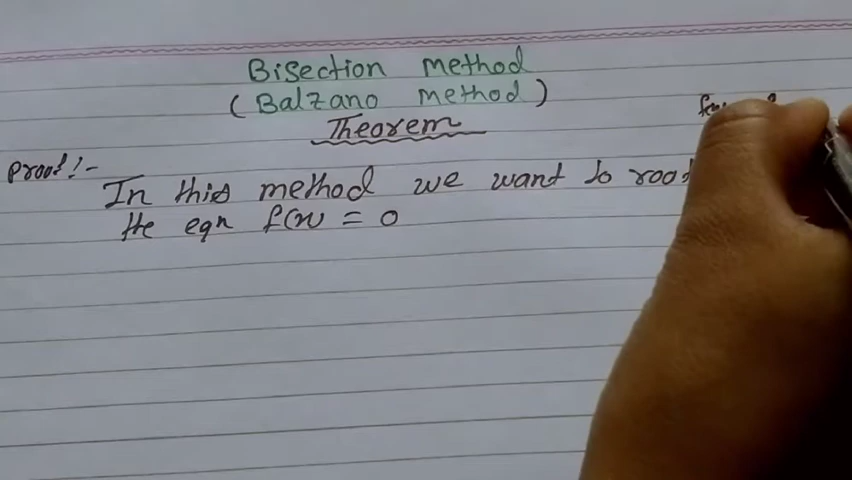 Bisection Method
(Balzano Method)
Theorem
Proof:-
In this method we want to root
the eqn f(x) = 0